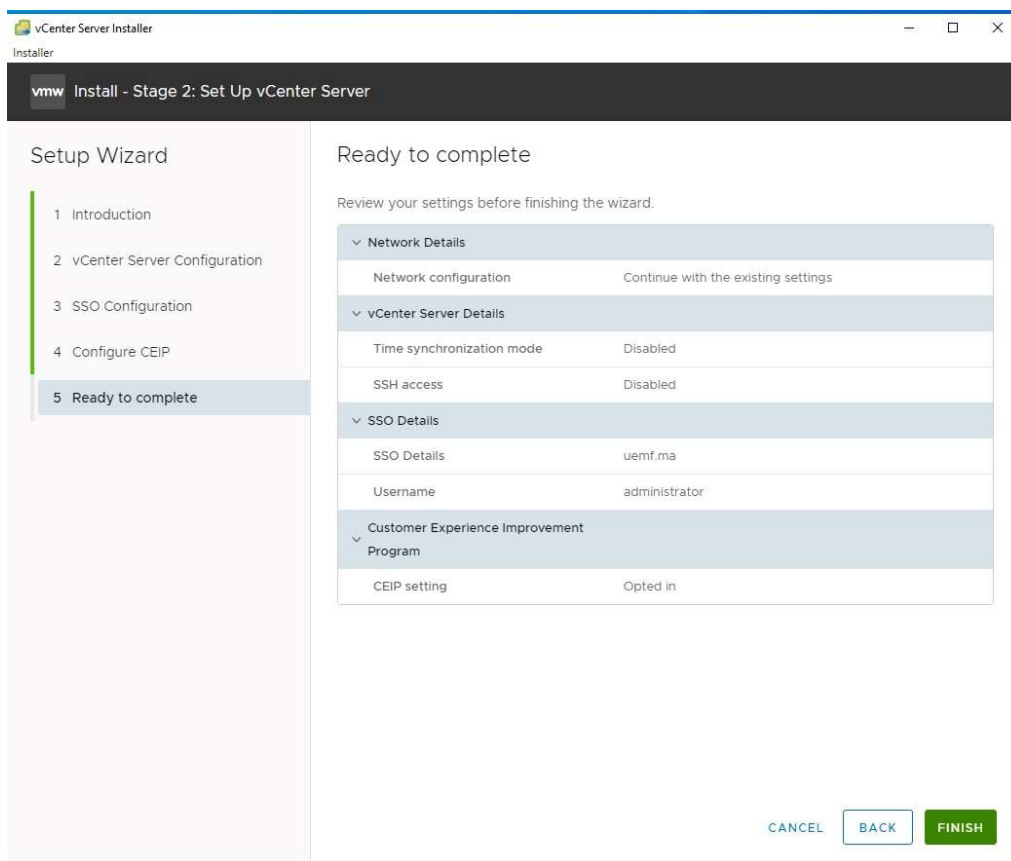 vCenter Server Installer
Installer
vmw Install - Stage 2: Set Up vCenter Server
Setup Wizard
1 Introduction
2 vCenter Server Configuration
3 SSO Configuration
4 Configure CEIP
5 Ready to complete
Ready to complete
Review your settings before finishing the wizard.
Network Details
Network configuration Continue with the existing settings
vCenter Server Details
Time synchronization mode Disabled
SSH access Disabled
SSO Details
SSO Details uemf.ma
Username administrator
Customer Experience Improvement
Program
CEIP setting Opted in
CANCEL BACK FINISH